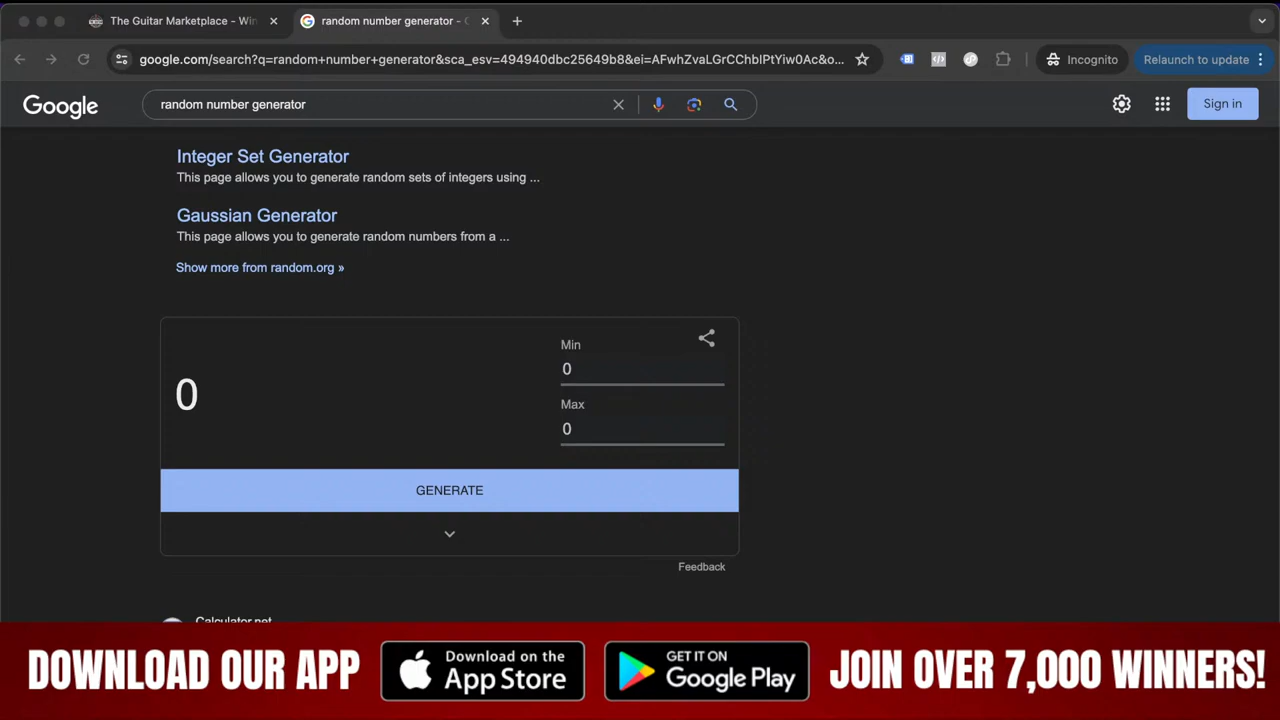 The Guitar Marketplace - Win
random number generator - G
google.com/search?q=random+number+generator&sca_esv=494940dbc25649b8&ei=AFwhZvaLGrCChbIPtYiw0Ac&o...
Incognito
Relaunch to update
Google
random number generator
Sign in
Integer Set Generator
This page allows you to generate random sets of integers using ...
Gaussian Generator
This page allows you to generate random numbers from a ...
Show more from random.org »
Min
0
0
Max
0
GENERATE
Feedback
Calculator.net
DOWNLOAD OUR APP
Download on the
App Store
GET IT ON
Google Play
JOIN OVER 7,000 WINNERS!